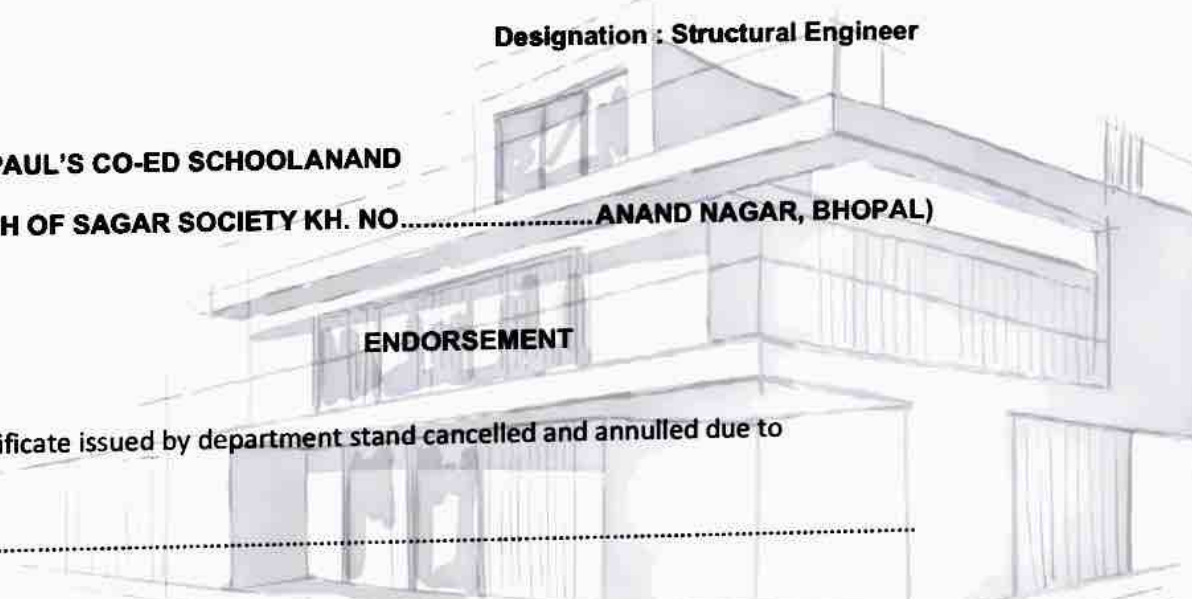 Designation : Structural Engineer
PAUL'S CO-ED SCHOOLANAND
H OF SAGAR SOCIETY KH. NO..........................ANAND NAGAR, BHOPAL)
ENDORSEMENT
ificate issued by department stand cancelled and annulled due to
....................................................................................................